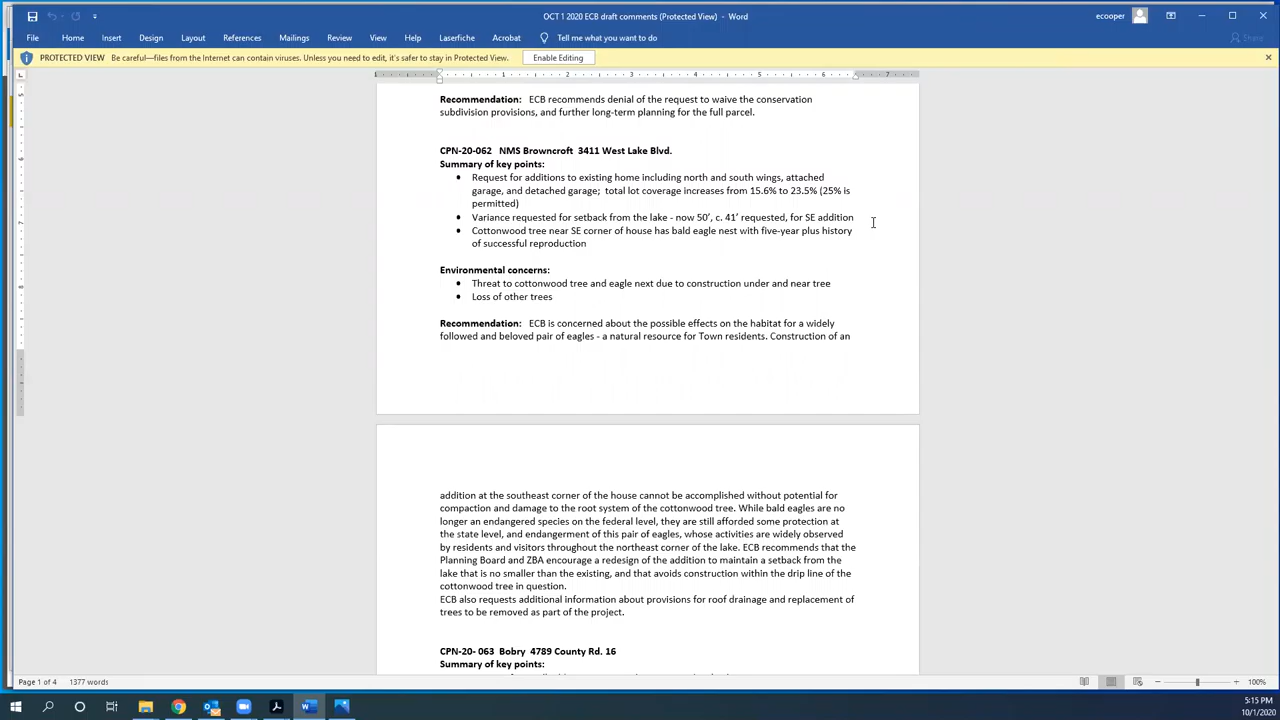 OCT 1 2020 ECB draft comments (Protected View) - Word
ecooper
File Home Insert Design Layout References Mailings Review View Help Laserfiche Acrobat Tell me what you want to do Share
PROTECTED VIEW Be careful—files from the Internet can contain viruses. Unless you need to edit, it's safer to stay in Protected View. Enable Editing
1 1 2 3 4 5 6 7
Recommendation: ECB recommends denial of the request to waive the conservation
subdivision provisions, and further long-term planning for the full parcel.
CPN-20-062 NMS Browncroft 3411 West Lake Blvd.
Summary of key points:
• Request for additions to existing home including north and south wings, attached
garage, and detached garage; total lot coverage increases from 15.6% to 23.5% (25% is
permitted)
• Variance requested for setback from the lake - now 50', c. 41' requested, for SE addition
• Cottonwood tree near SE corner of house has bald eagle nest with five-year plus history
of successful reproduction
Environmental concerns:
• Threat to cottonwood tree and eagle next due to construction under and near tree
• Loss of other trees
Recommendation: ECB is concerned about the possible effects on the habitat for a widely
followed and beloved pair of eagles - a natural resource for Town residents. Construction of an
addition at the southeast corner of the house cannot be accomplished without potential for
compaction and damage to the root system of the cottonwood tree. While bald eagles are no
longer an endangered species on the federal level, they are still afforded some protection at
the state level, and endangerment of this pair of eagles, whose activities are widely observed
by residents and visitors throughout the northeast corner of the lake. ECB recommends that the
Planning Board and ZBA encourage a redesign of the addition to maintain a setback from the
lake that is no smaller than the existing, and that avoids construction within the drip line of the
cottonwood tree in question.
ECB also requests additional information about provisions for roof drainage and replacement of
trees to be removed as part of the project.
CPN-20- 063 Bobry 4789 County Rd. 16
Summary of key points:
Page 1 of 4 1377 words
100%
5:15 PM
10/1/2020